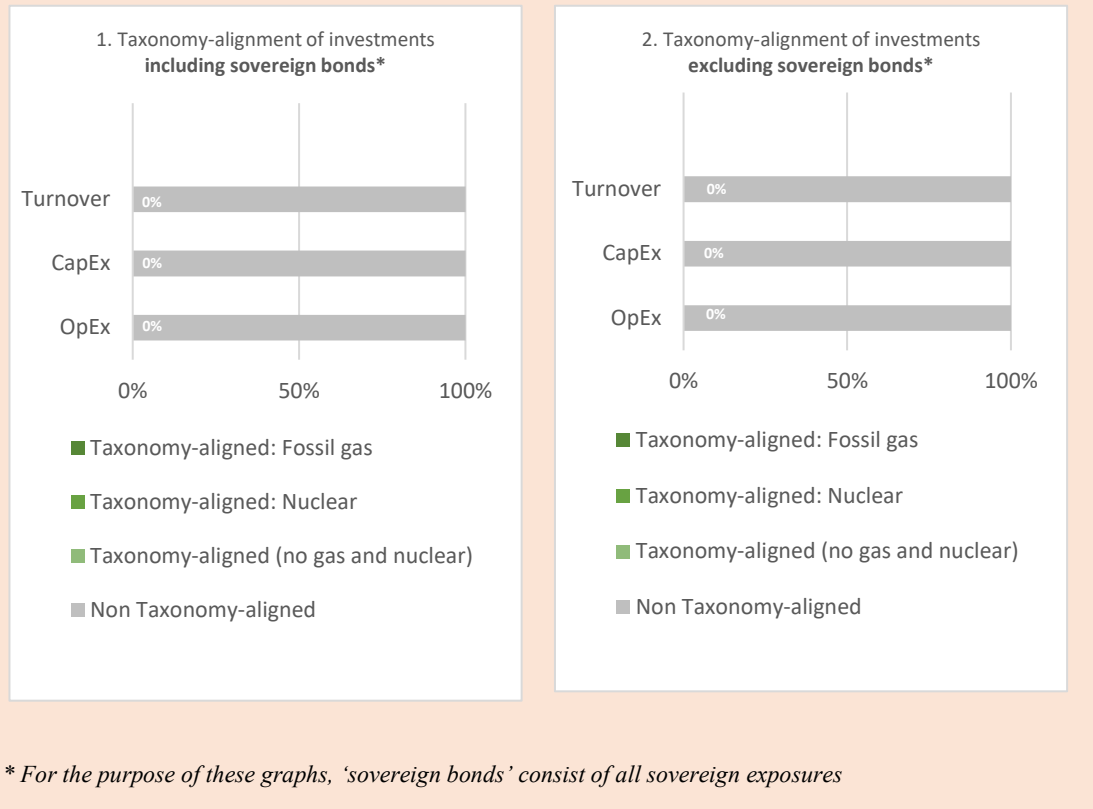 1. Taxonomy-alignment of investments
including sovereign bonds*
Turnover
0%
CapEx
0%
OpEx
0%
0% 50% 100%
Taxonomy-aligned: Fossil gas
Taxonomy-aligned: Nuclear
Taxonomy-aligned (no gas and nuclear)
Non Taxonomy-aligned
2. Taxonomy-alignment of investments
excluding sovereign bonds*
Turnover
0%
CapEx
0%
OpEx
0%
0% 50% 100%
Taxonomy-aligned: Fossil gas
Taxonomy-aligned: Nuclear
Taxonomy-aligned (no gas and nuclear)
Non Taxonomy-aligned
* For the purpose of these graphs, ‘sovereign bonds’ consist of all sovereign exposures